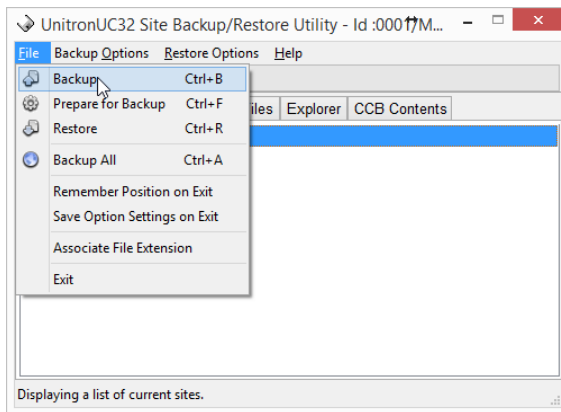 UnitronUC32 Site Backup/Restore Utility - Id :000
File Backup Options Restore Options Help
Backup Ctrl+B
Prepare for Backup Ctrl+F
iles Explorer CCB Contents
Restore Ctrl+R
Backup All Ctrl+A
Remember Position on Exit
Save Option Settings on Exit
Associate File Extension
Exit
Displaying a list of current sites.